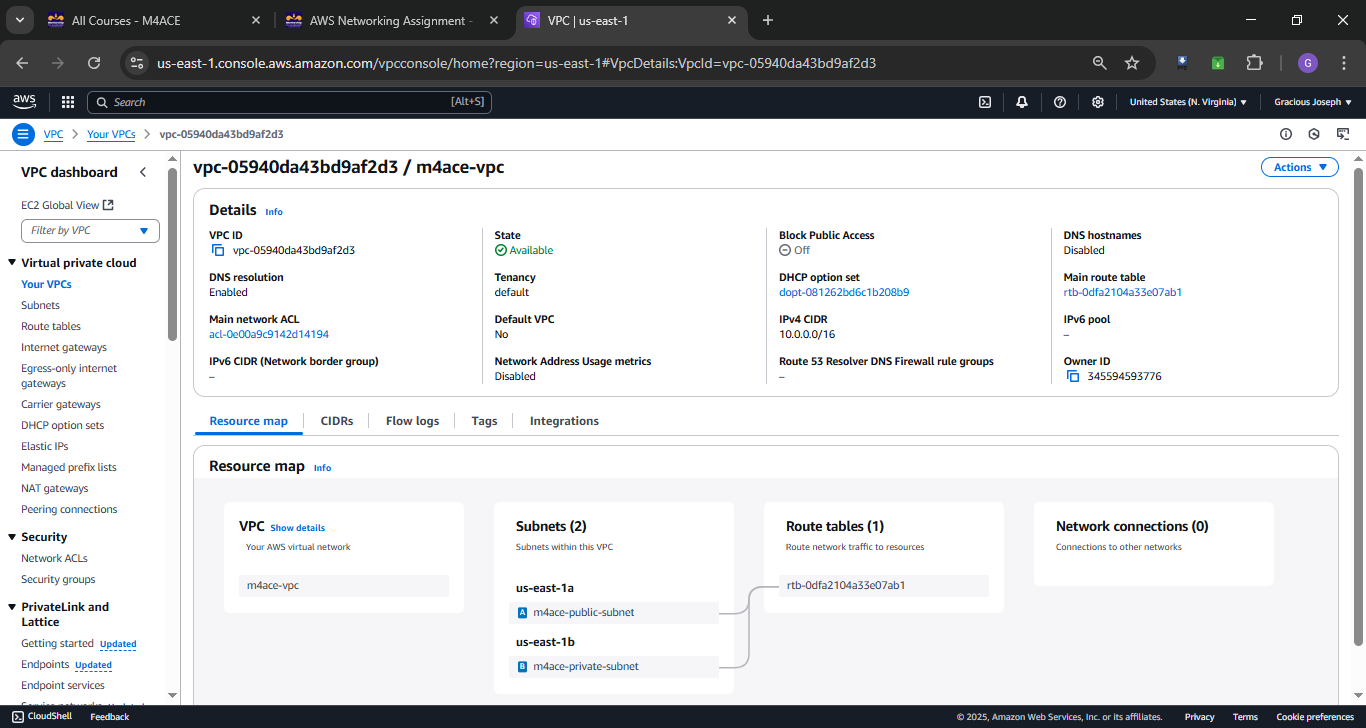 All Courses - M4ACE
AWS Networking Assignment -
VPC | us-east-1
us-east-1.console.aws.amazon.com/vpcconsole/home?region=us-east-1#VpcDetails:VpcId=vpc-05940da43bd9af2d3
G
aws
Search
[Alt+S]
United States (N. Virginia)
Gracious Joseph
VPC
Your VPCs
vpc-05940da43bd9af2d3
VPC dashboard
EC2 Global View
Filter by VPC
Virtual private cloud
Your VPCs
Subnets
Route tables
Internet gateways
Egress-only internet
gateways
Carrier gateways
DHCP option sets
Elastic IPs
Managed prefix lists
NAT gateways
Peering connections
Security
Network ACLs
Security groups
PrivateLink and
Lattice
Getting started Updated
Endpoints Updated
Endpoint services
vpc-05940da43bd9af2d3 / m4ace-vpc
Actions
Details Info
VPC ID
vpc-05940da43bd9af2d3
State
Available
Block Public Access
Off
DNS hostnames
Disabled
DNS resolution
Enabled
Tenancy
default
DHCP option set
dopt-081262bd6c1b208b9
Main route table
rtb-0dfa2104a33e07ab1
Main network ACL
acl-0e00a9c9142d14194
Default VPC
No
IPv4 CIDR
10.0.0.0/16
IPv6 pool
–
IPv6 CIDR (Network border group)
–
Network Address Usage metrics
Disabled
Route 53 Resolver DNS Firewall rule groups
–
Owner ID
345594593776
Resource map
CIDRs
Flow logs
Tags
Integrations
Resource map Info
VPC Show details
Your AWS virtual network
m4ace-vpc
Subnets (2)
Subnets within this VPC
us-east-1a
A m4ace-public-subnet
us-east-1b
B m4ace-private-subnet
Route tables (1)
Route network traffic to resources
rtb-0dfa2104a33e07ab1
Network connections (0)
Connections to other networks
CloudShell
Feedback
© 2025, Amazon Web Services, Inc. or its affiliates.
Privacy
Terms
Cookie preferences